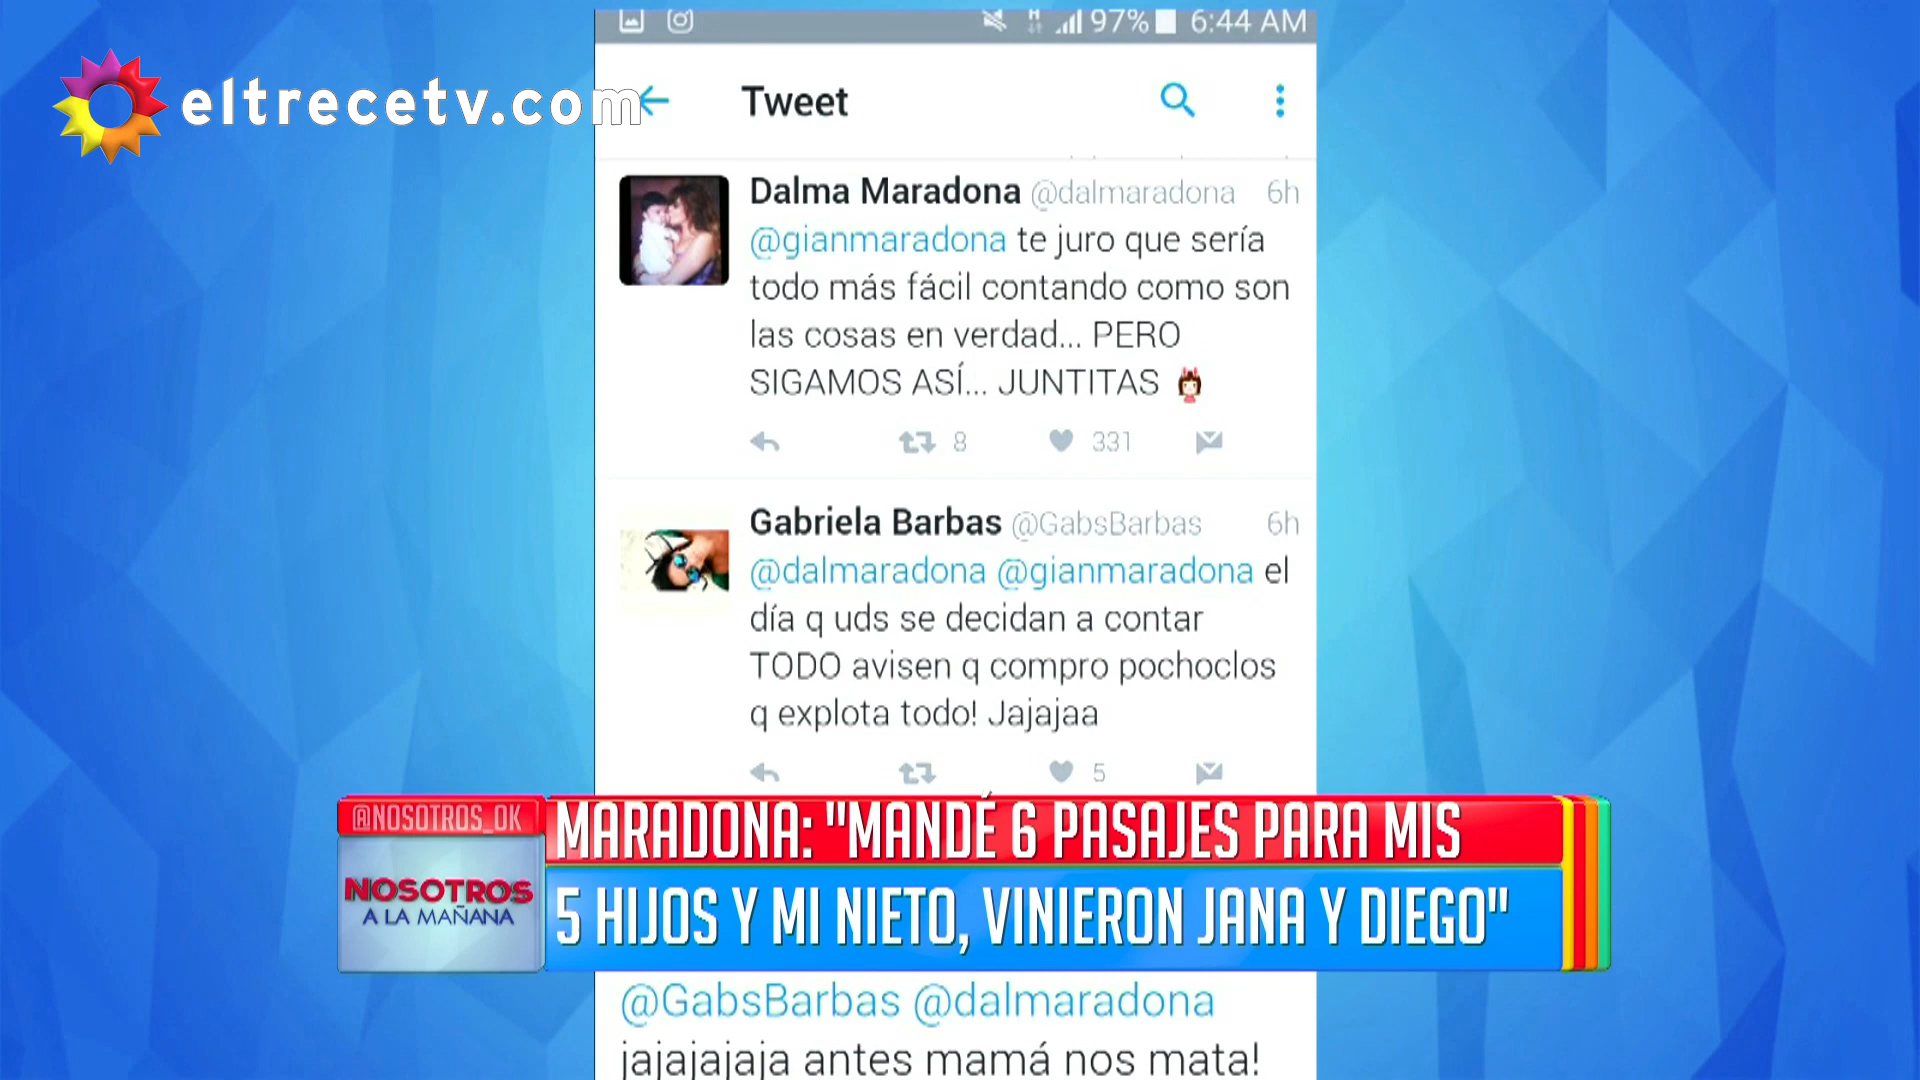 97% 6:44 AM
eltrecetv.com
Tweet
Dalma Maradona @dalmaradona 6h
@gianmaradona te juro que sería
todo más fácil contando como son
las cosas en verdad... PERO
SIGAMOS ASÍ... JUNTITAS
8 331
Gabriela Barbas @GabsBarbas 6h
@dalmaradona @gianmaradona el
día q uds se decidan a contar
TODO avisen q compro pochoclos
q explota todo! Jajajaa
5
@NOSOTROS_OK
NOSOTROS
A LA MAÑANA
MARADONA: "MANDÉ 6 PASAJES PARA MIS
5 HIJOS Y MI NIETO, VINIERON JANA Y DIEGO"
@GabsBarbas @dalmaradona
jajajajaja antes mamá nos mata!